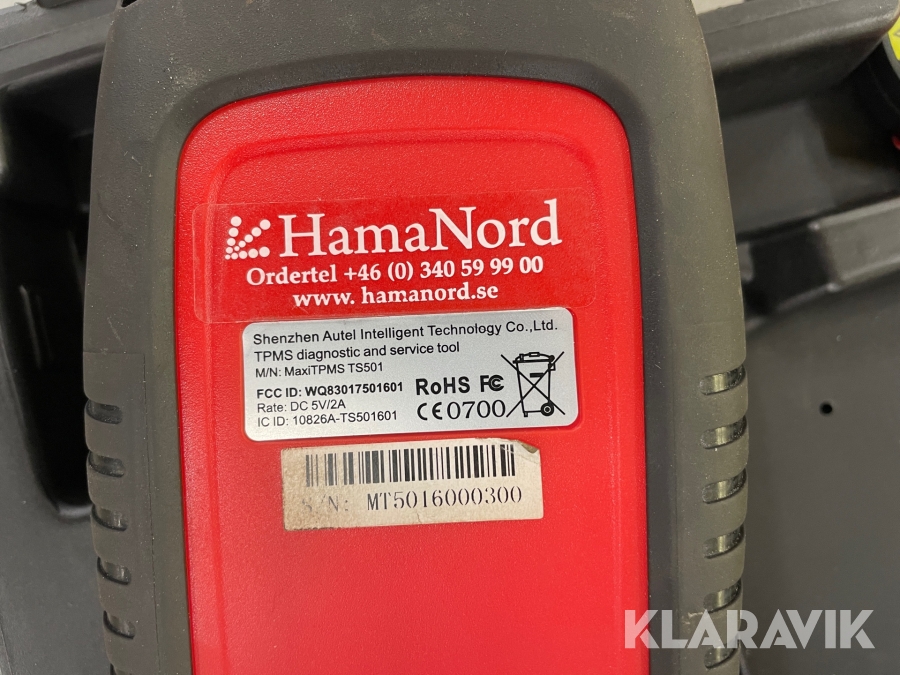 HamaNord
Ordertel +46 (0) 340 59 99 00
www. hamanord.se
Shenzhen Autel Intelligent Technology Co.,Ltd.
TPMS diagnostic and service tool
M/N: MaxiTPMS TS501
FCC ID: WQ83017501601
Rate: DC 5V/2A
IC ID: 10826A-TS501601
RoHS FC
CE0700
S/N: MT5016000300
KLARAVIK